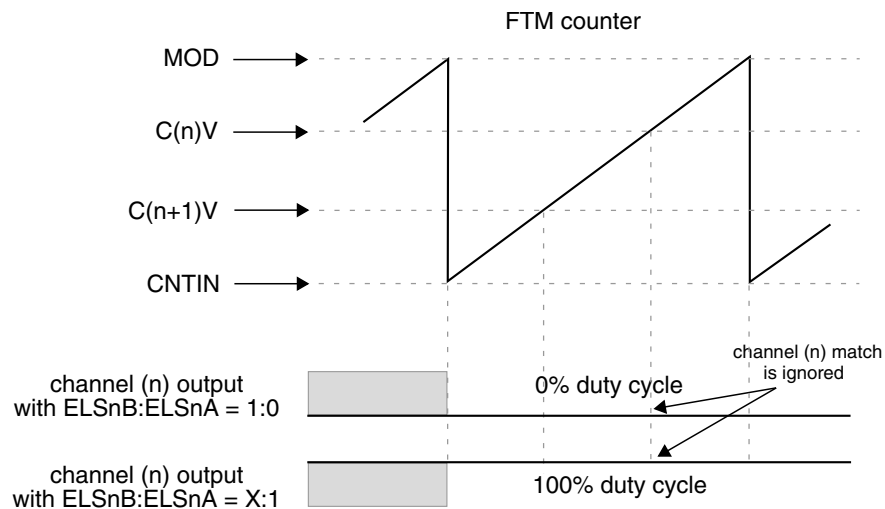 FTM counter
MOD
C(n)V
C(n+1)V
CNTIN
channel (n) match
is ignored
channel (n) output
with ELSnB:ELSnA = 1:0
0% duty cycle
channel (n) output
with ELSnB:ELSnA = X:1
100% duty cycle